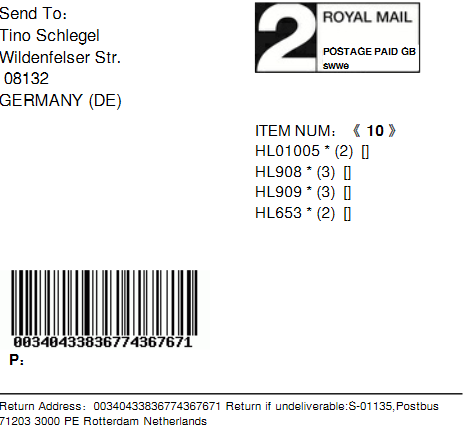 Send To:
Tino Schlegel
Wildenfelser Str.
08132
GERMANY (DE)
2 ROYAL MAIL
POSTAGE PAID GB
swwe
ITEM NUM: 《 10 》
HL01005 * (2) []
HL908 * (3) []
HL909 * (3) []
HL653 * (2) []
00340433836774367671
P:
Return Address: 00340433836774367671 Return if undeliverable:S-01135,Postbus
71203 3000 PE Rotterdam Netherlands